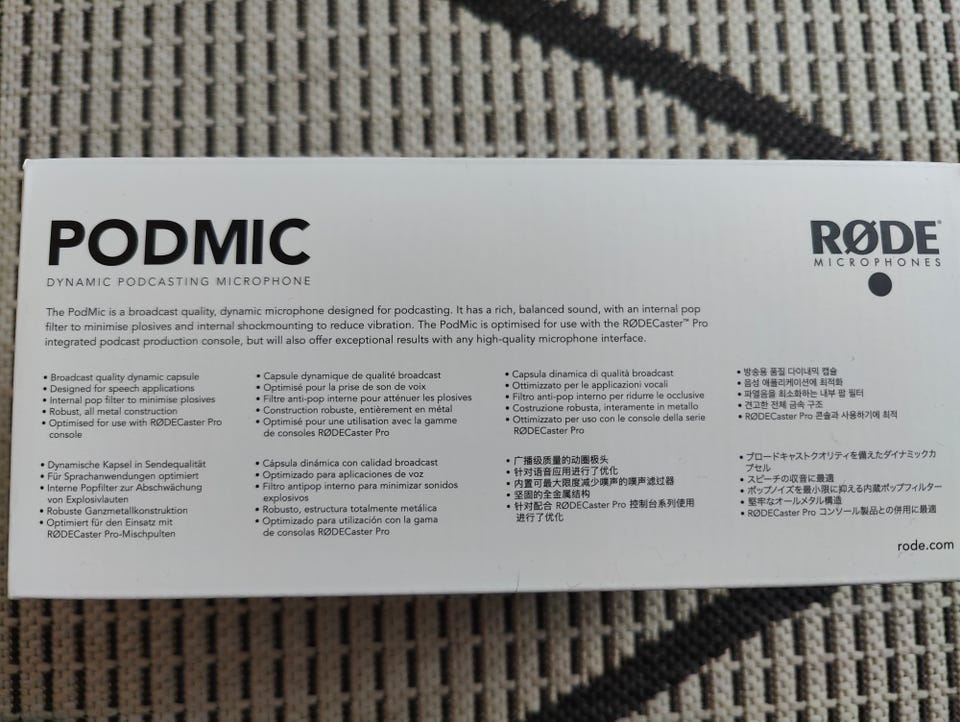 PODMIC
DYNAMIC PODCASTING MICROPHONE
RØDE®
MICROPHONES
The PodMic is a broadcast quality, dynamic microphone designed for podcasting. It has a rich, balanced sound, with an internal pop
filter to minimise plosives and internal shockmounting to reduce vibration. The PodMic is optimised for use with the RØDECaster™ Pro
integrated podcast production console, but will also offer exceptional results with any high-quality microphone interface.
• Broadcast quality dynamic capsule
• Designed for speech applications
• Internal pop filter to minimise plosives
• Robust, all metal construction
• Optimised for use with RØDECaster Pro
console
• Capsule dynamique de qualité broadcast
• Optimisé pour la prise de son de voix
• Filtre anti-pop interne pour atténuer les plosives
• Construction robuste, entièrement en métal
• Optimisé pour une utilisation avec la gamme
de consoles RØDECaster Pro
• Capsula dinamica di qualità broadcast
• Ottimizzato per le applicazioni vocali
• Filtro anti-pop interno per ridurre le occlusive
• Costruzione robusta, interamente in metallo
• Ottimizzato per uso con le console della serie
RØDECaster Pro
• 방송용 품질 다이내믹 캡슐
• 음성 애플리케이션에 최적화
• 파열음을 최소화하는 내부 팝 필터
• 견고한 전체 금속 구조
• RØDECaster Pro 콘솔과 사용하기에 최적
• Dynamische Kapsel in Sendequalität
• Für Sprachanwendungen optimiert
• Interne Popfilter zur Abschwächung
von Explosivlauten
• Robuste Ganzmetallkonstruktion
• Optimiert für den Einsatz mit
RØDECaster Pro-Mischpulten
• Cápsula dinámica con calidad broadcast
• Optimizado para aplicaciones de voz
• Filtro antipop interno para minimizar sonidos
explosivos
• Robusto, estructura totalmente metálica
• Optimizado para utilización con la gama
de consolas RØDECaster Pro
• 广播级质量的动圈极头
• 针对语音应用进行了优化
• 内置可最大限度减少噗声的噗声滤过器
• 坚固的全金属结构
• 针对配合 RØDECaster Pro 控制台系列使用
进行了优化
• ブロードキャストクオリティを備えたダイナミックカ
プセル
• スピーチの収音に最適
• ポップノイズを最小限に抑える内蔵ポップフィルター
• 堅牢なオールメタル構造
• RØDECaster Pro コンソール製品との併用に最適
rode.com